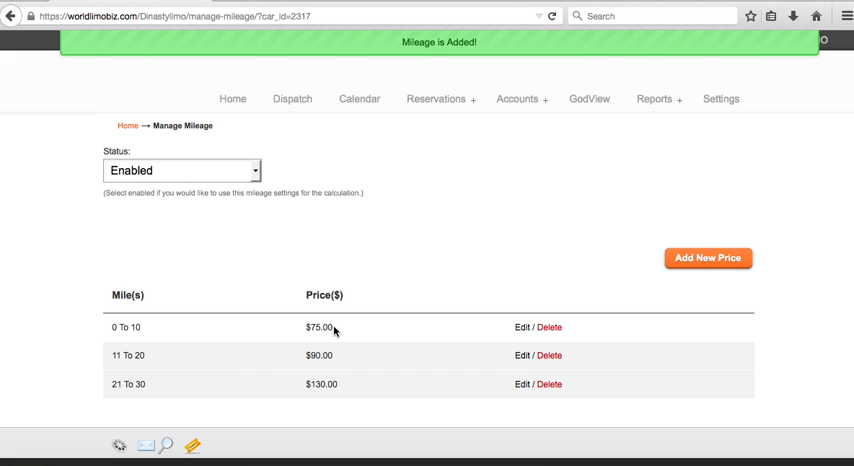 https://worldlimobiz.com/Dinastylimo/manage-mileage/?car_id=2317
Search
Mileage is Added!
O
Home Dispatch Calendar Reservations + Accounts + GodView Reports + Settings
Home → Manage Mileage
Status:
Enabled
(Select enabled if you would like to use this mileage settings for the calculation.)
Add New Price
Mile(s) Price($)
0 To 10 $75.00 Edit / Delete
11 To 20 $90.00 Edit / Delete
21 To 30 $130.00 Edit / Delete